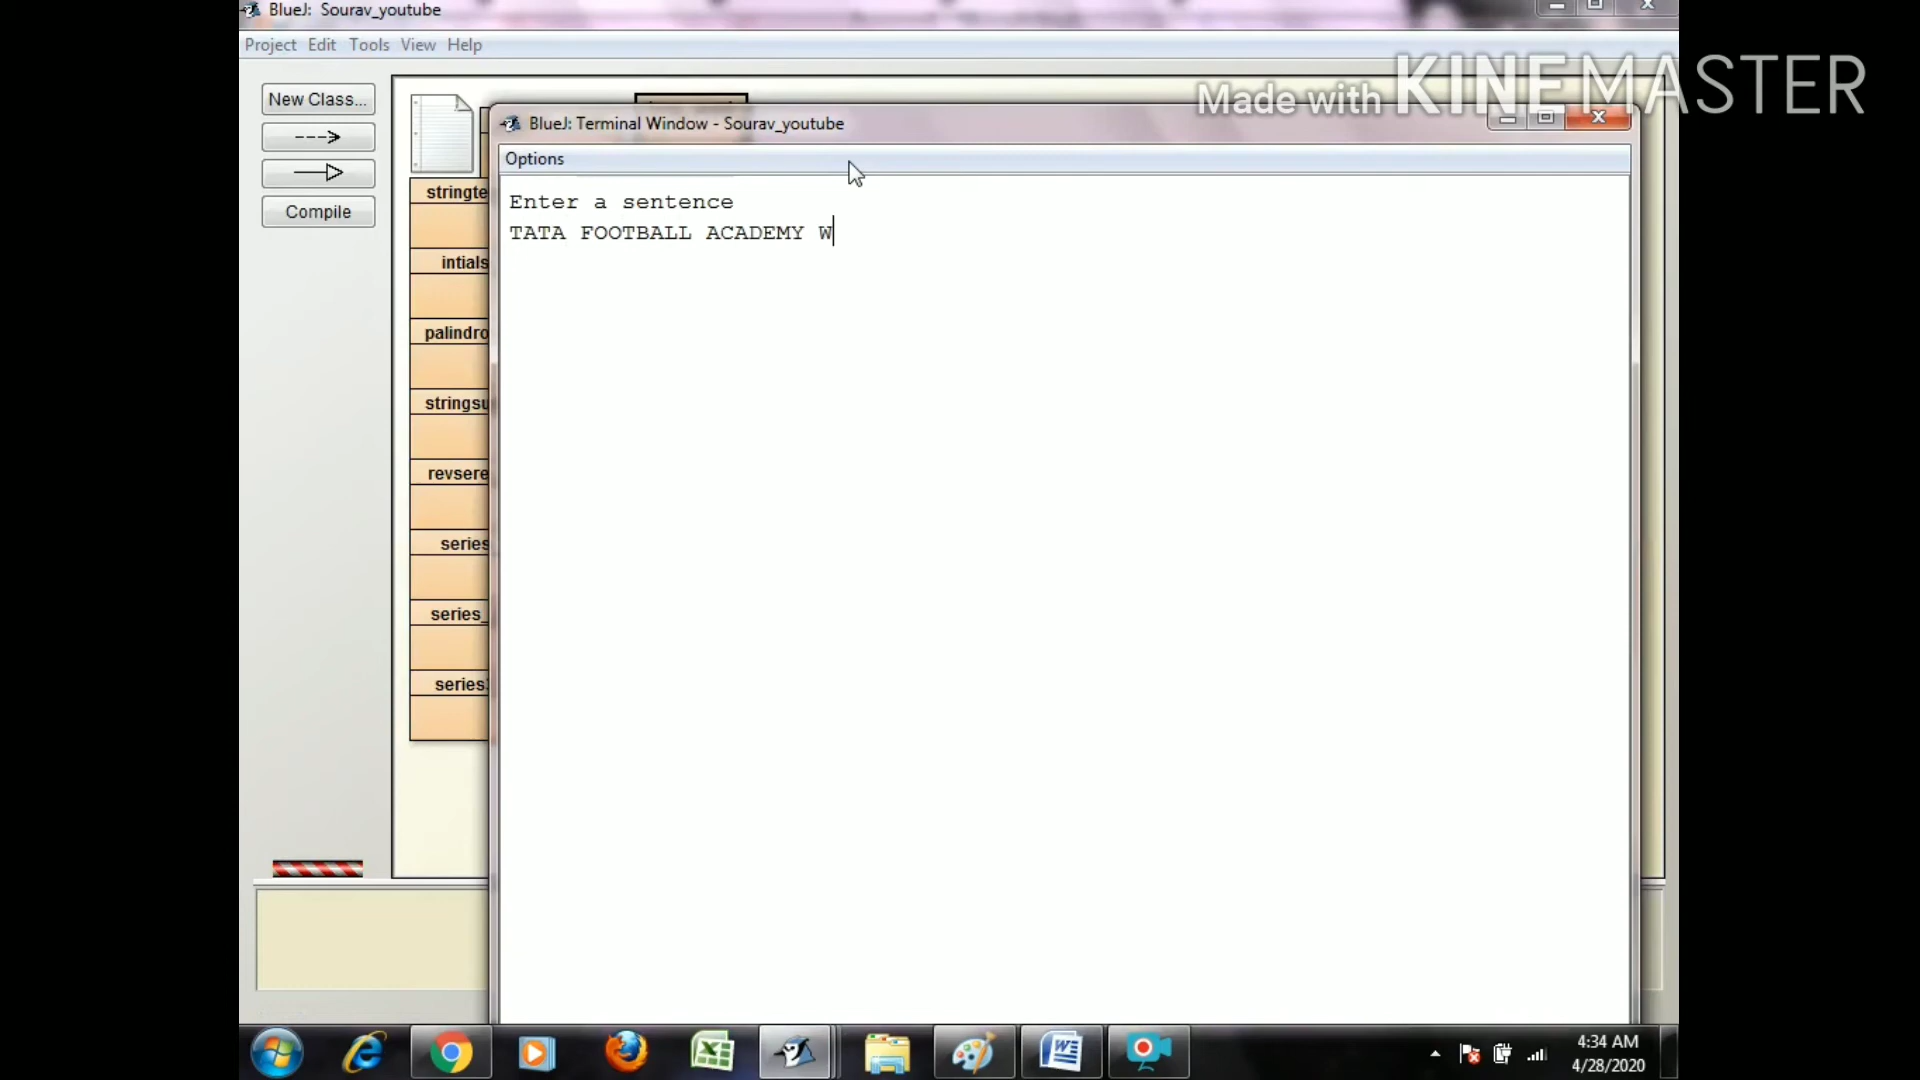 BlueJ: Sourav_youtube
Project Edit Tools View Help
Made with KINEMASTER
New Class...
Compile
BlueJ: Terminal Window - Sourav_youtube
Options
Enter a sentence
TATA FOOTBALL ACADEMY W
stringte
intials
palindro
stringsu
revsere
series
series_
series
4:34 AM
4/28/2020